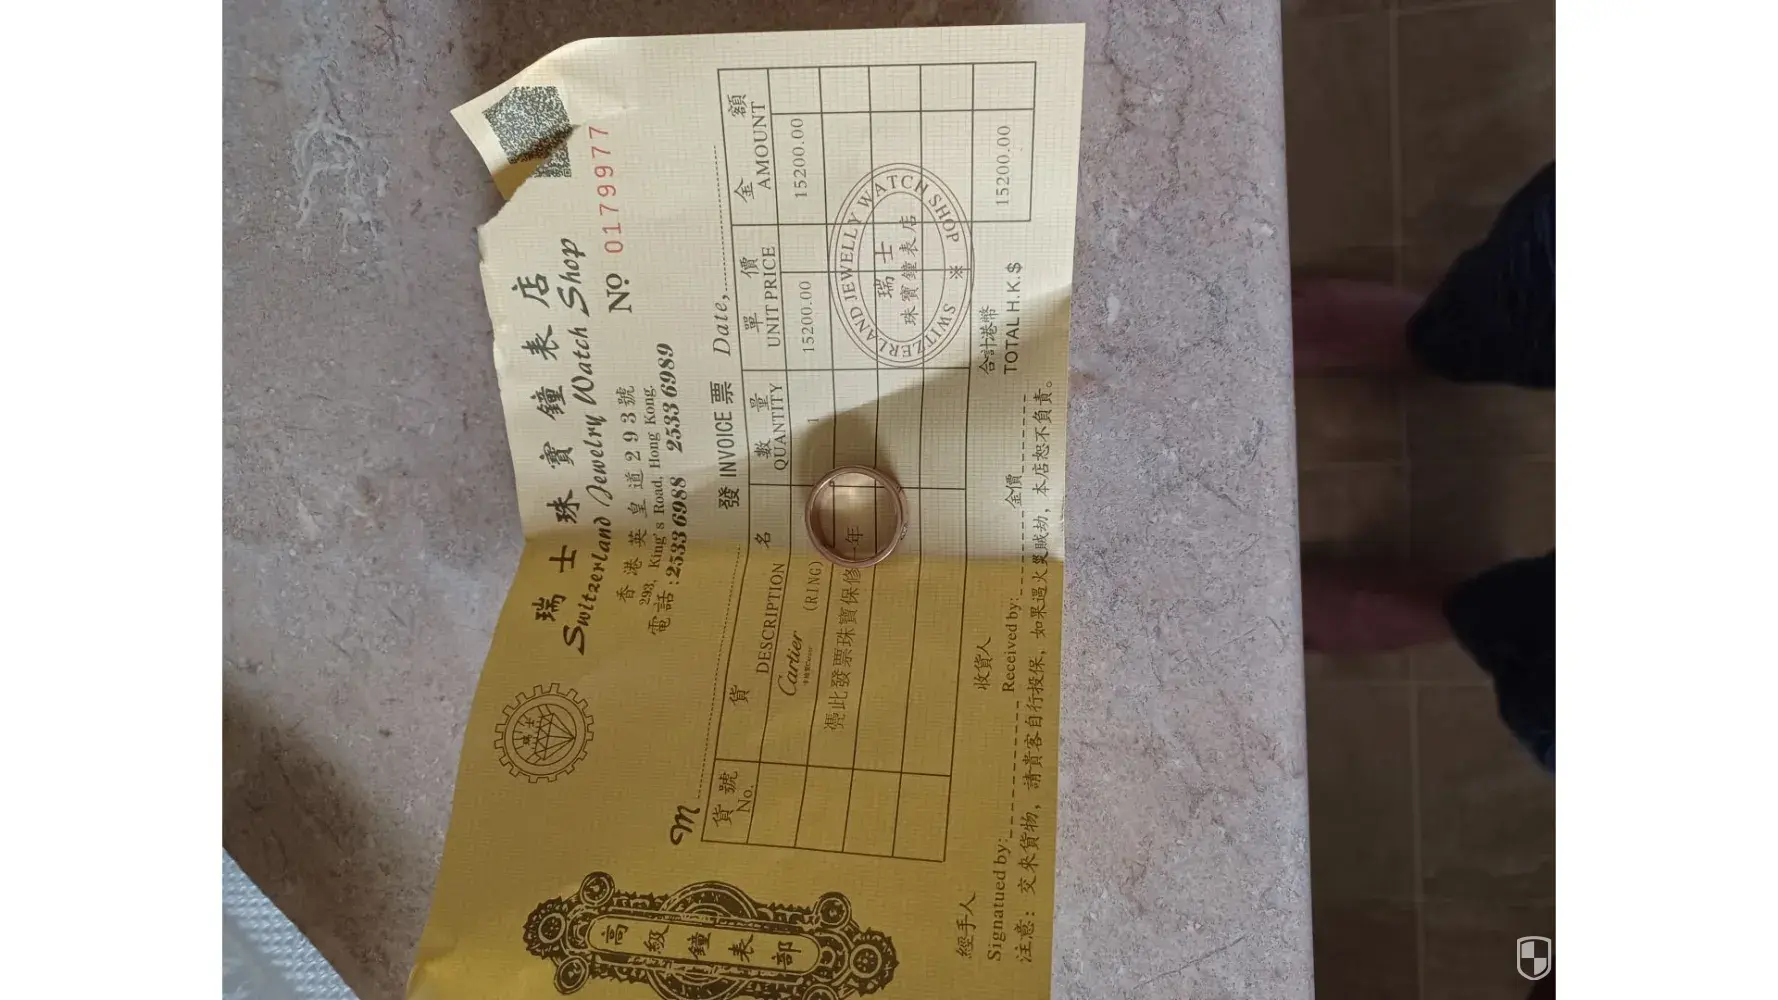 瑞士珠寶鐘表店
Switzerland Jewelry Watch Shop
香港英皇道293號
293, King's Road, Hong Kong.
電話:2533 6988 2533 6989
Nº 0179977
瑞士
發 INVOICE 票 Date,
M
貨號 貨名 數量 單價 金額
No. DESCRIPTION QUANTITY UNIT PRICE AMOUNT
Cartier (RING) 1 15200.00 15200.00
憑此發票珠寶保修一年
SWITZERLAND JEWELLY WATCH SHOP ※
瑞士
珠寶鐘表店
合計港幣
TOTAL H.K.$ 15200.00
經手人 收貨人 金價
Signatued by: Received by:
注意:交來貨物,請貴客自行投保,如果遇火災賊劫,本店恕不負責。
高級鐘表部